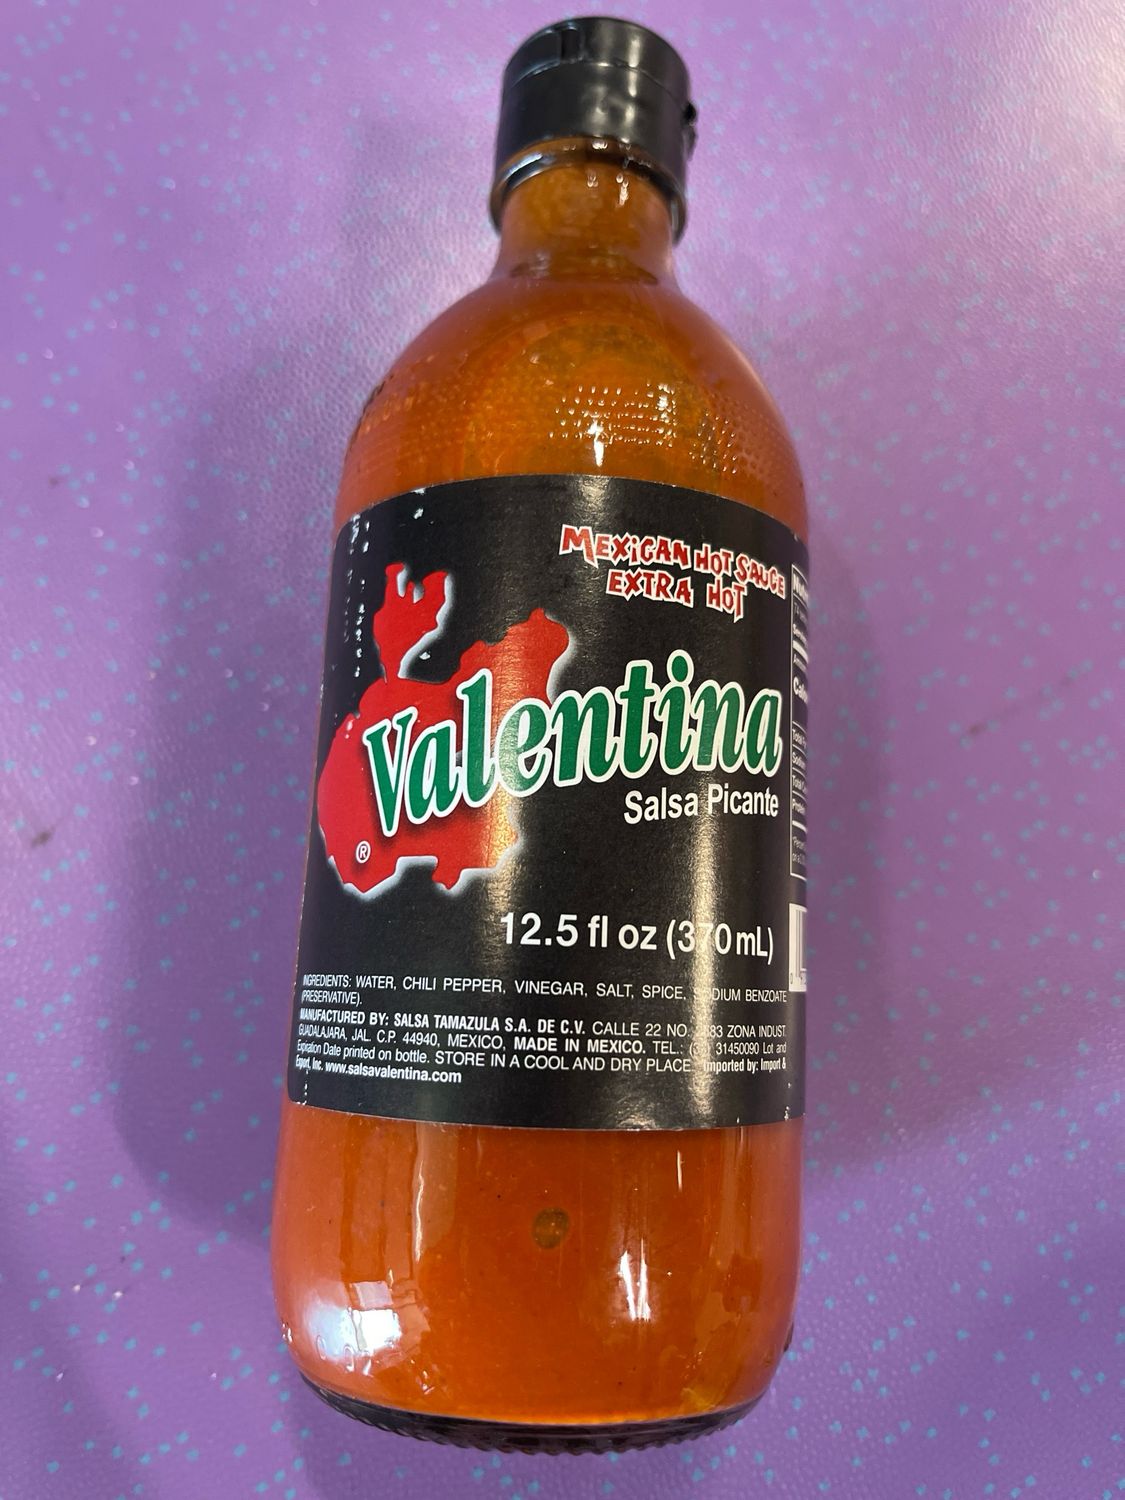 MEXICAN HOT SAUCE
EXTRA HOT
Valentina
®
Salsa Picante
12.5 fl oz (370 mL)
INGREDIENTS: WATER, CHILI PEPPER, VINEGAR, SALT, SPICE, SODIUM BENZOATE
(PRESERVATIVE).
MANUFACTURED BY: SALSA TAMAZULA S.A. DE C.V. CALLE 22 NO. ZONA INDUST.
GUADALAJARA, JAL. C.P. 44940, MEXICO, MADE IN MEXICO. TEL.: 31450090 Lot and
Expiration Date printed on bottle. STORE IN A COOL AND DRY PLACE. Imported by: Import &
Export, Inc. www.salsavalentina.com